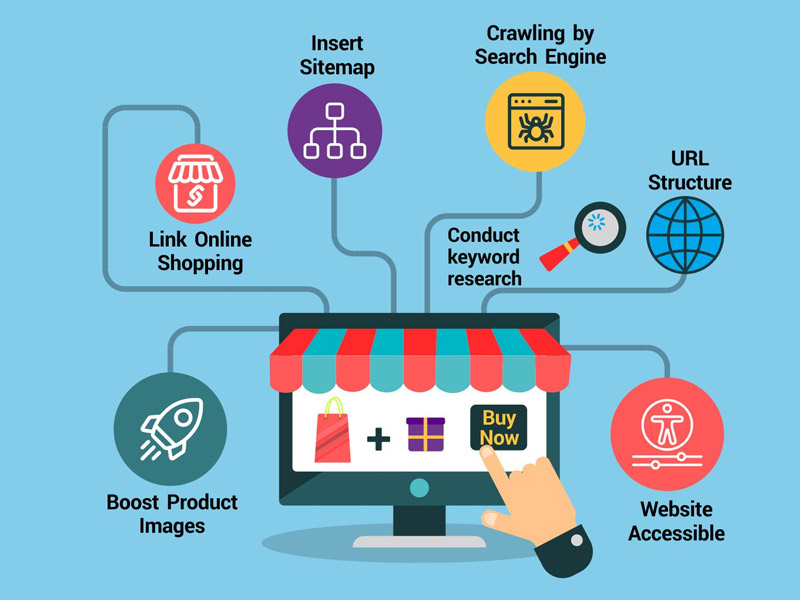 Insert
Sitemap
Crawling by
Search Engine
URL
Structure
Link Online
Shopping
Conduct
keyword
research
Buy
Now
Boost Product
Images
Website
Accessible